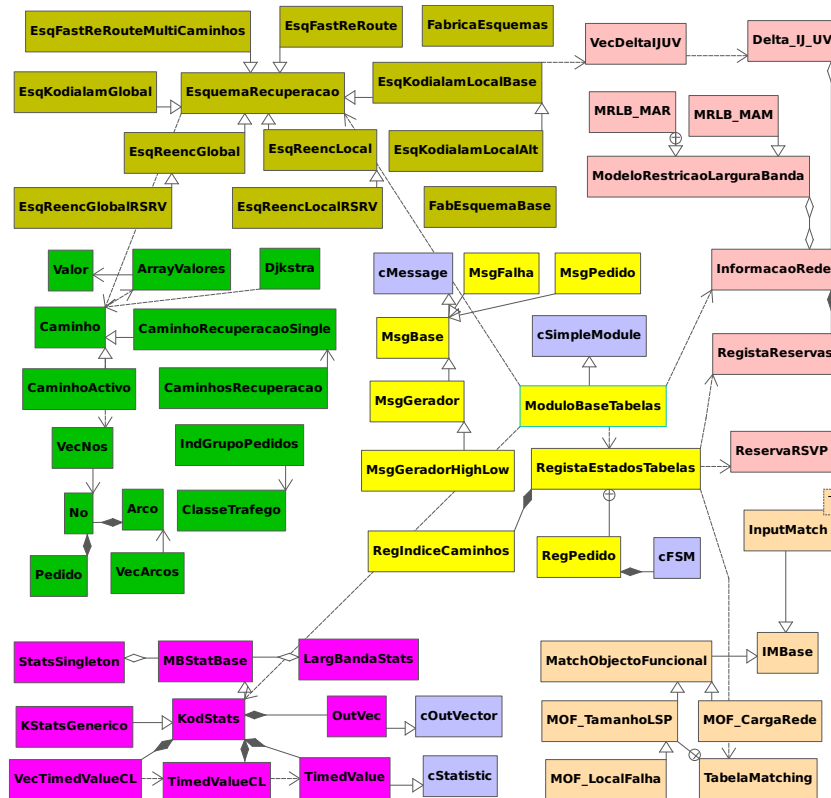 EsqFastReRouteMultiCaminhos
EsqFastReRoute
FabricaEsquemas
VecDeltaIJUV
Delta_IJ_UV
EsqKodialamGlobal
EsquemaRecuperacao
EsqKodialamLocalBase
MRLB_MAR
MRLB_MAM
EsqReencGlobal
EsqReencLocal
EsqKodialamLocalAlt
ModeloRestricaoLarguraBanda
EsqReencGlobalRSRV
EsqReencLocalRSRV
FabEsquemaBase
Valor
ArrayValores
Djkstra
cMessage
MsgFalha
MsgPedido
InformacaoRede
Caminho
CaminhoRecuperacaoSingle
MsgBase
cSimpleModule
RegistaReservas
CaminhoActivo
CaminhosRecuperacao
MsgGerador
ModuloBaseTabelas
VecNos
IndGrupoPedidos
MsgGeradorHighLow
RegistaEstadosTabelas
ReservaRSVP
No
Arco
ClasseTrafego
InputMatch
Pedido
VecArcos
RegIndiceCaminhos
RegPedido
cFSM
StatsSingleton
MBStatBase
LargBandaStats
MatchObjectoFuncional
IMBase
KStatsGenerico
KodStats
OutVec
cOutVector
MOF_TamanhoLSP
MOF_CargaRede
VecTimedValueCL
TimedValueCL
TimedValue
cStatistic
MOF_LocalFalha
TabelaMatching